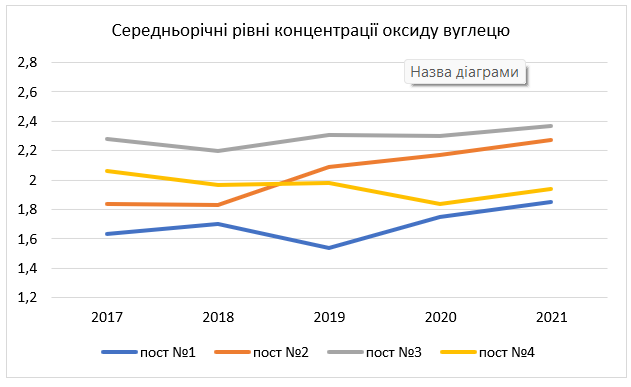 Середньорічні рівні концентрації оксиду вуглецю
Назва діаграми
2,8
2,6
2,4
2,2
2
1,8
1,6
1,4
1,2
2017 2018 2019 2020 2021
пост №1 пост №2 пост №3 пост №4